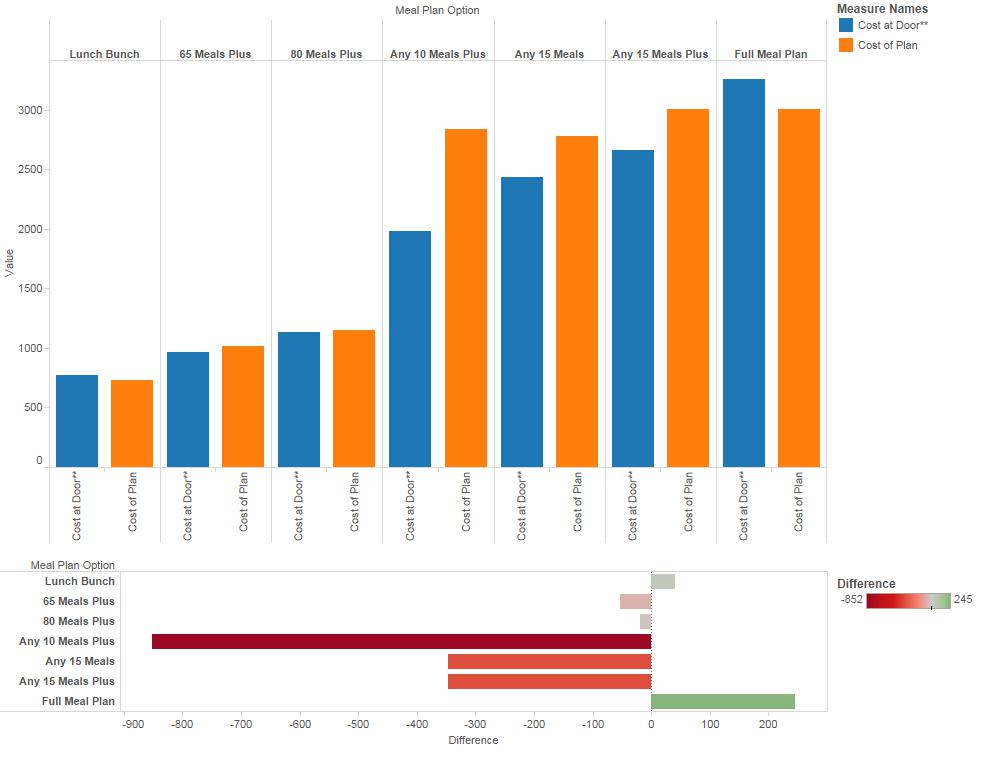 Meal Plan Option
Measure Names
Cost at Door**
Cost of Plan
Lunch Bunch 65 Meals Plus 80 Meals Plus Any 10 Meals Plus Any 15 Meals Any 15 Meals Plus Full Meal Plan
Value
3000
2500
2000
1500
1000
500
0
Cost at Door** Cost of Plan Cost at Door** Cost of Plan Cost at Door** Cost of Plan Cost at Door** Cost of Plan Cost at Door** Cost of Plan Cost at Door** Cost of Plan Cost at Door** Cost of Plan
Meal Plan Option
Lunch Bunch
65 Meals Plus
80 Meals Plus
Any 10 Meals Plus
Any 15 Meals
Any 15 Meals Plus
Full Meal Plan
-900 -800 -700 -600 -500 -400 -300 -200 -100 0 100 200
Difference
Difference
-852 245